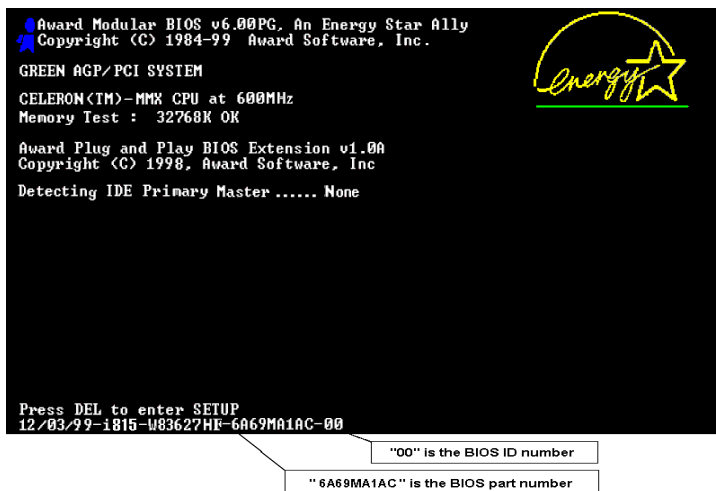 Award Modular BIOS v6.00PG, An Energy Star Ally
Copyright (C) 1984-99 Award Software, Inc.
energy
GREEN AGP/PCI SYSTEM
CELERON(TM)-MMX CPU at 600MHz
Memory Test : 32768K OK
Award Plug and Play BIOS Extension v1.0A
Copyright (C) 1998, Award Software, Inc
Detecting IDE Primary Master ...... None
Press DEL to enter SETUP
12/03/99-i815-W83627HF-6A69MA1AC-00
"00" is the BIOS ID number
"6A69MA1AC" is the BIOS part number